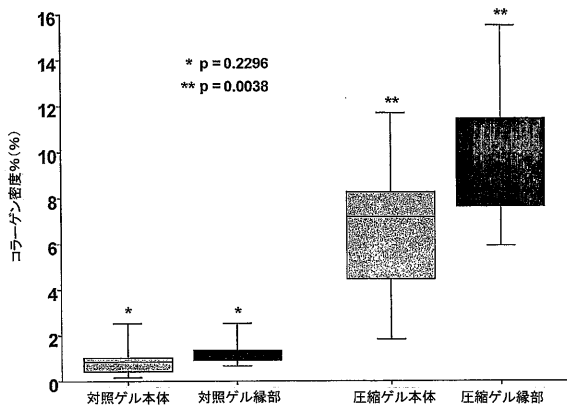 16
14
12
10
8
6
4
2
0
コラーゲン密度%(%)
* p = 0.2296
** p = 0.0038
*
*
**
**
対照ゲル本体
対照ゲル縁部
圧縮ゲル本体
圧縮ゲル縁部